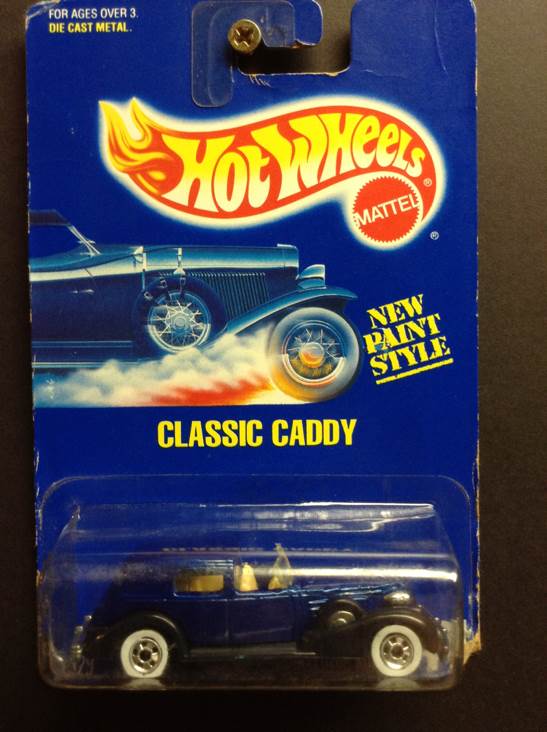 FOR AGES OVER 3.
DIE CAST METAL.
HOT WHEELS®
MATTEL
®
NEW
PAINT
STYLE
CLASSIC CADDY